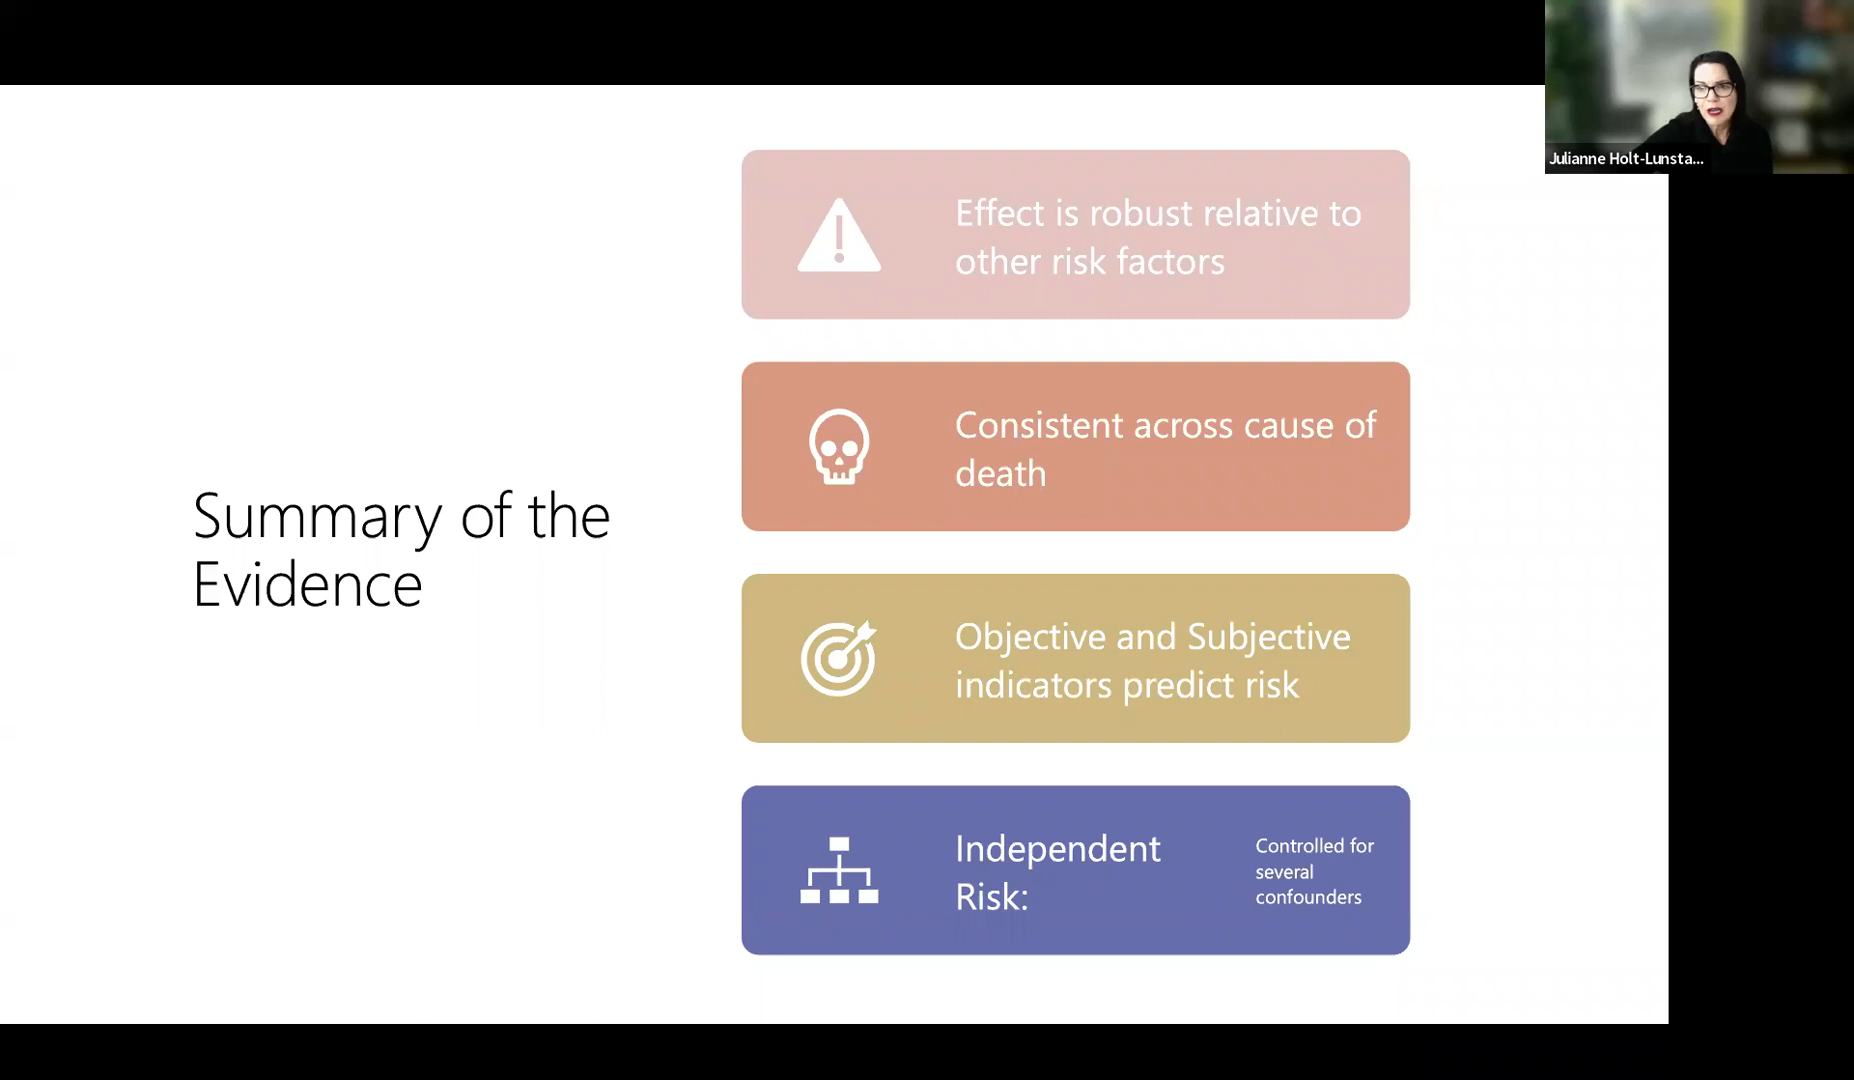 Julianne Holt-Lunsta...
Summary of the
Evidence
Effect is robust relative to
other risk factors
Consistent across cause of
death
Objective and Subjective
indicators predict risk
Independent
Risk:
Controlled for
several
confounders